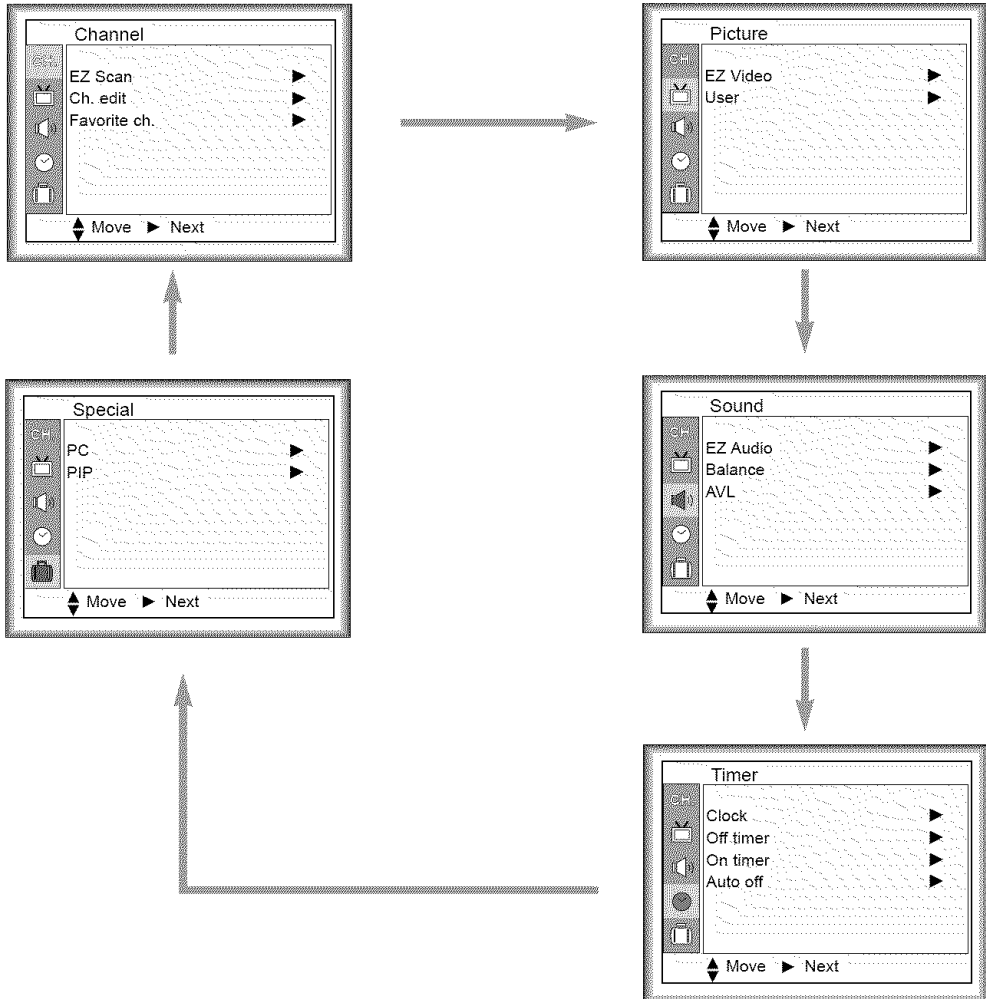 Channel
CH.
EZ Scan
Ch. edit
Favorite ch.
Move Next
Picture
CH.
EZ Video
User
Move Next
Special
CH.
PC
PIP
Move Next
Sound
CH.
EZ Audio
Balance
AVL
Move Next
Timer
CH.
Clock
Off timer
On timer
Auto off
Move Next